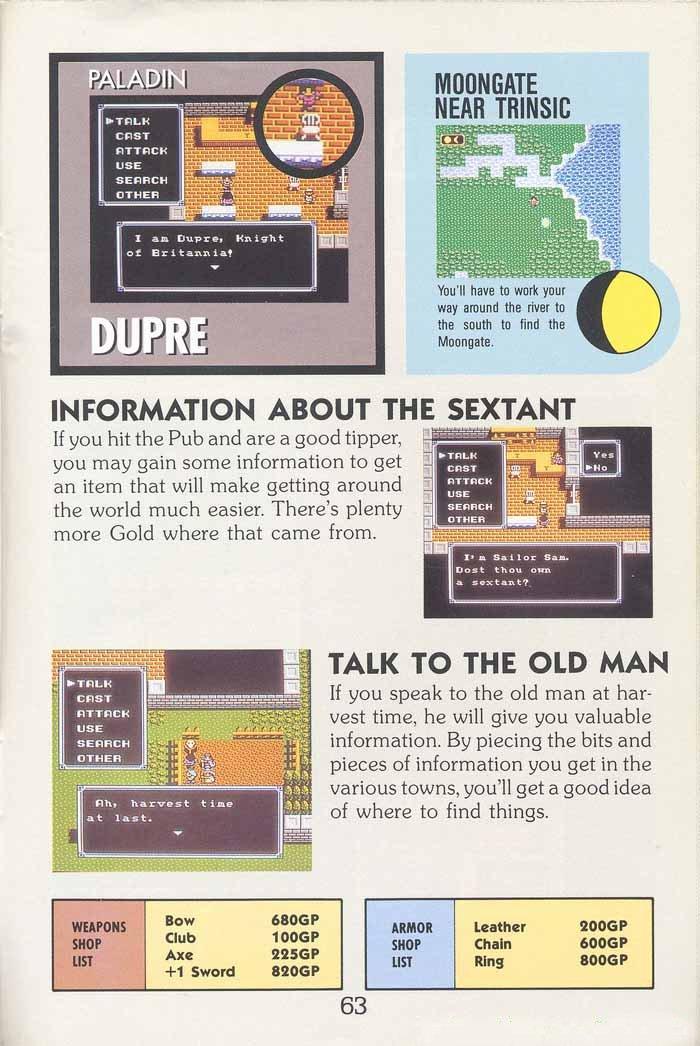 PALADIN
▶TALK
CAST
ATTACK
USE
SEARCH
OTHER
I am Dupre, Knight
of Britannia!
DUPRE
MOONGATE
NEAR TRINSIC
You'll have to work your
way around the river to
the south to find the
Moongate.
INFORMATION ABOUT THE SEXTANT
If you hit the Pub and are a good tipper,
you may gain some information to get
an item that will make getting around
the world much easier. There's plenty
more Gold where that came from.
▶TALK
CAST
ATTACK
USE
SEARCH
OTHER
Yes
▶No
I'm Sailor Sam.
Dost thou own
a sextant?
▶TALK
CAST
ATTACK
USE
SEARCH
OTHER
Ah, harvest time
at last.
TALK TO THE OLD MAN
If you speak to the old man at har-
vest time, he will give you valuable
information. By piecing the bits and
pieces of information you get in the
various towns, you'll get a good idea
of where to find things.
WEAPONS
SHOP
LIST
Bow 680GP
Club 100GP
Axe 225GP
+1 Sword 820GP
ARMOR
SHOP
LIST
Leather 200GP
Chain 600GP
Ring 800GP
63